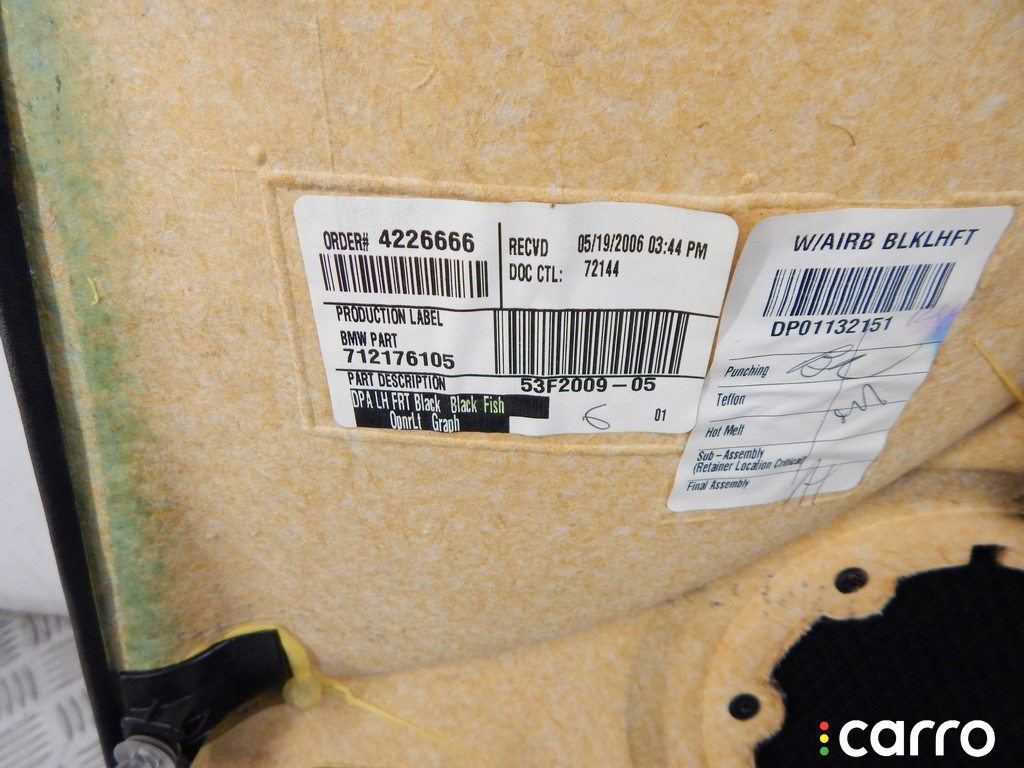 ORDER# 4226666
RECVD 05/19/2006 03:44 PM
DOC CTL: 72144
PRODUCTION LABEL
BMW PART
712176105
PART DESCRIPTION
53F2009-05
DPA LH FRT Black Black Fish
OpnrLt Graph
6
01
W/AIRB BLKLHFT
DP01132151
Punching
Teflon
Hot Melt
Sub-Assembly
(Retainer Location Critical)
Final Assembly
carro